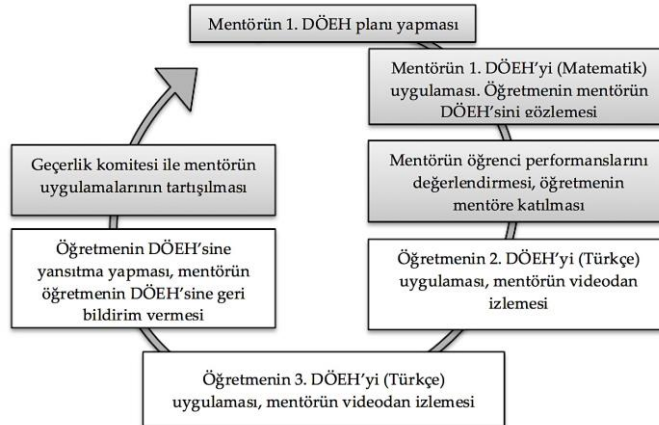 Mentörün 1. DÖEH planı yapması
Mentörün 1. DÖEH'yi (Matematik)
uygulaması. Öğretmenin mentörün
DÖEH'sini gözlemesi
Mentörün öğrenci performanslarını
değerlendirmesi, öğretmenin
mentöre katılması
Öğretmenin 2. DÖEH'yi (Türkçe)
uygulaması, mentörün videodan
izlemesi
Öğretmenin 3. DÖEH'yi (Türkçe)
uygulaması, mentörün videodan izlemesi
Öğretmenin DÖEH'sine
yansıtma yapması, mentörün
öğretmenin DÖEH'sine geri
bildirim vermesi
Geçerlik komitesi ile mentörün
uygulamalarının tartışılması